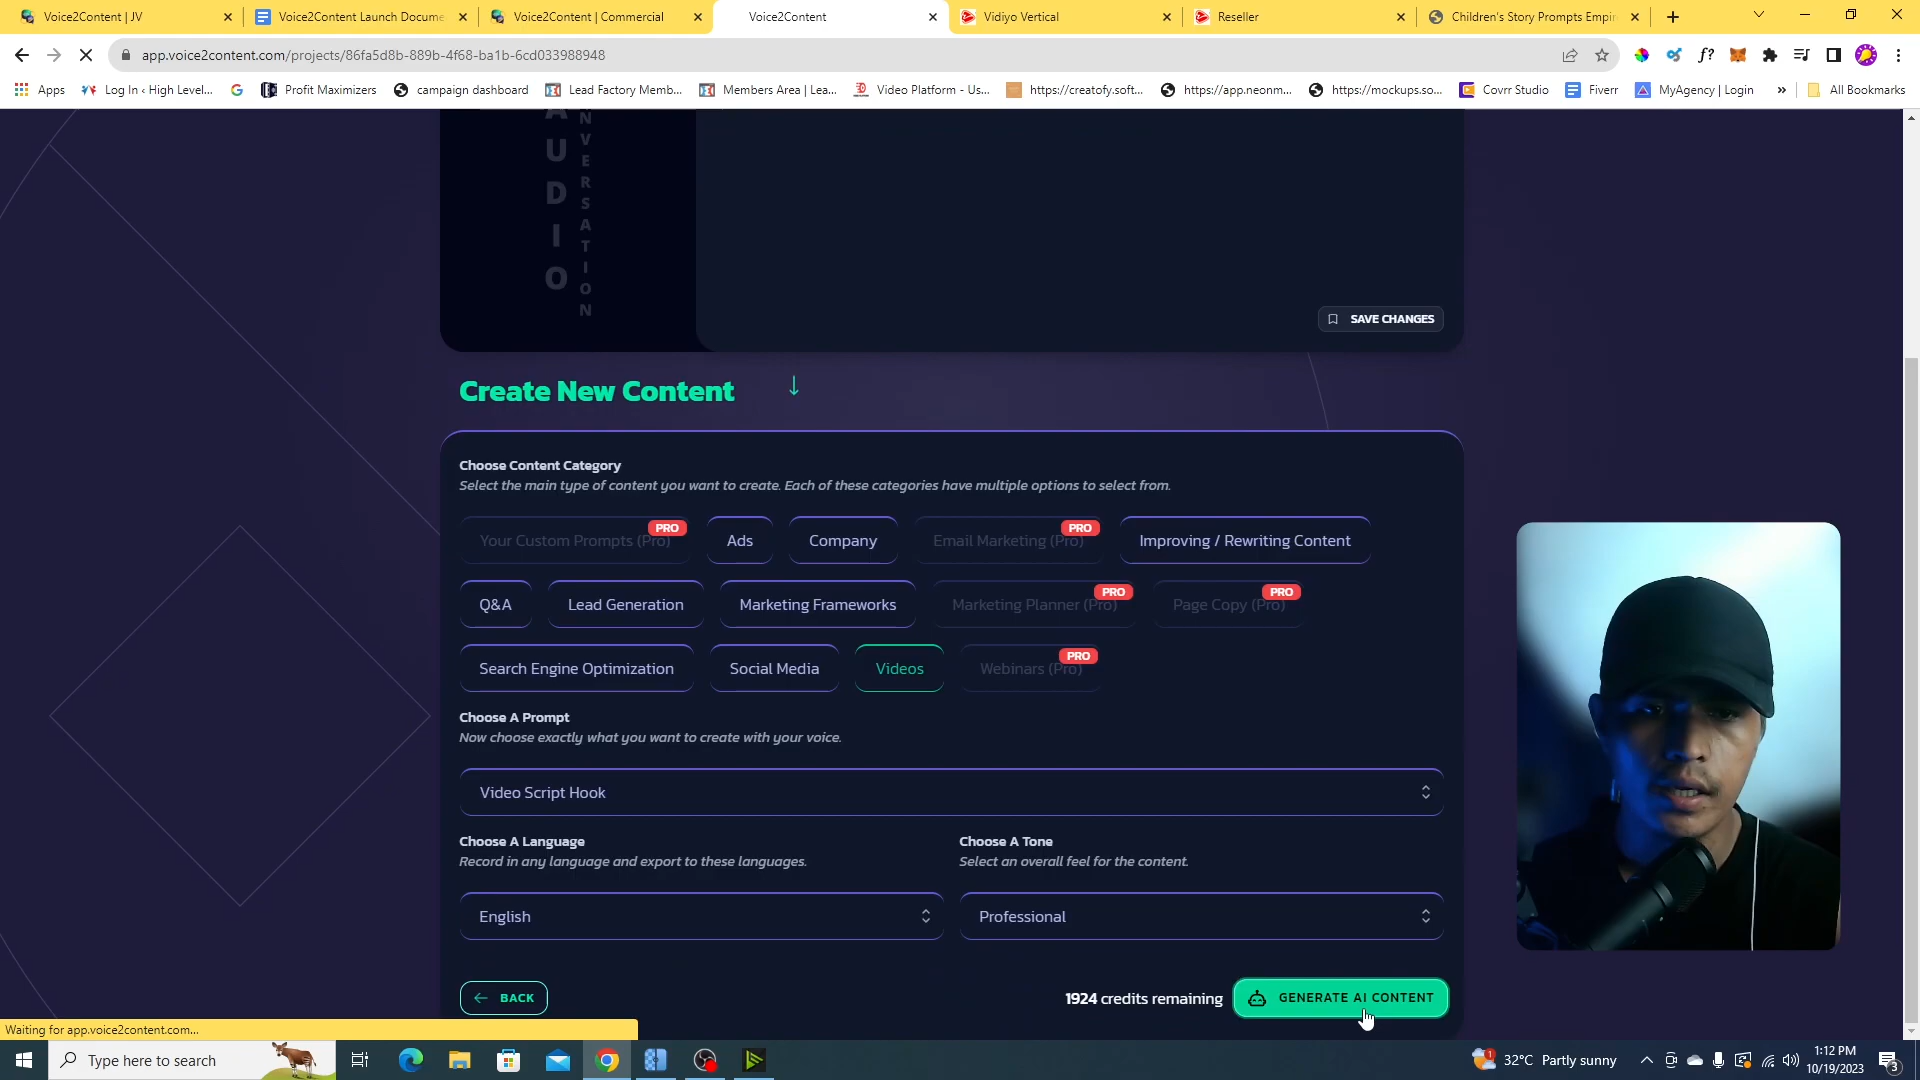 Voice2Content | JV
Voice2Content Launch Docume
Voice2Content | Commercial
Voice2Content
Vidiyo Vertical
Reseller
Children's Story Prompts Empir
app.voice2content.com/projects/86fa5d8b-889b-4f68-ba1b-6cd033988948
f?
Apps
Log In ‹ High Level...
Profit Maximizers
campaign dashboard
Lead Factory Memb...
Members Area | Lea...
Video Platform - Us...
https://creatofy.soft...
https://app.neonm...
https://mockups.so...
Covrr Studio
Fiverr
MyAgency | Login
»
All Bookmarks
AUDIO
NVERSATION
SAVE CHANGES
Create New Content ↓
Choose Content Category
Select the main type of content you want to create. Each of these categories have multiple options to select from.
Your Custom Prompts (Pro)
PRO
Ads
Company
Email Marketing (Pro)
PRO
Improving / Rewriting Content
Q&A
Lead Generation
Marketing Frameworks
Marketing Planner (Pro)
PRO
Page Copy (Pro)
PRO
Search Engine Optimization
Social Media
Videos
Webinars (Pro)
PRO
Choose A Prompt
Now choose exactly what you want to create with your voice.
Video Script Hook
Choose A Language
Record in any language and export to these languages.
English
Choose A Tone
Select an overall feel for the content.
Professional
← BACK
1924 credits remaining
GENERATE AI CONTENT
Waiting for app.voice2content.com...
Type here to search
1
32°C Partly sunny
1:12 PM
10/19/2023
3